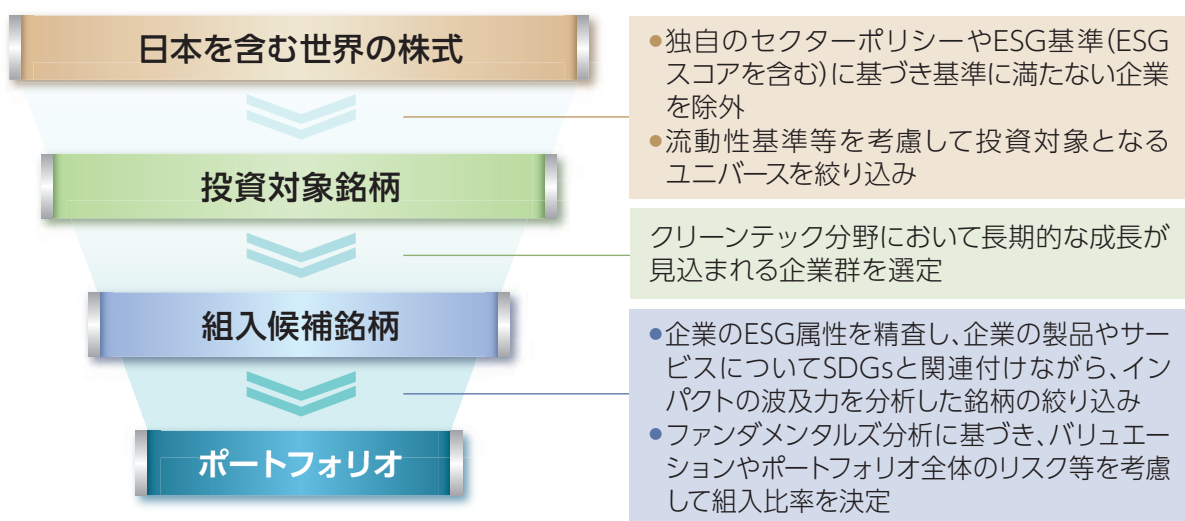 日本を含む世界の株式
●独自のセクターポリシーやESG基準(ESG
スコアを含む)に基づき基準に満たない企業
を除外
●流動性基準等を考慮して投資対象となる
ユニバースを絞り込み
投資対象銘柄
クリーンテック分野において長期的な成長が
見込まれる企業群を選定
組入候補銘柄
●企業のESG属性を精査し、企業の製品やサー
ビスについてSDGsと関連付けながら、イン
パクトの波及力を分析した銘柄の絞り込み
●ファンダメンタルズ分析に基づき、バリュエー
ションやポートフォリオ全体のリスク等を考慮
して組入比率を決定
ポートフォリオ